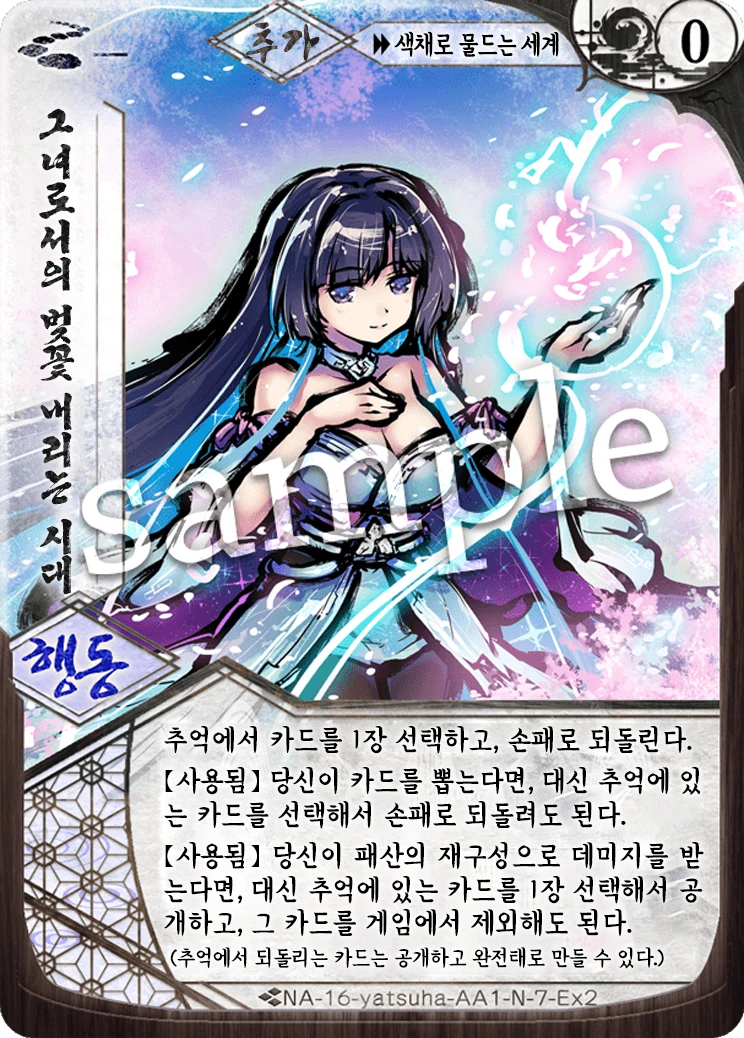 추가
▶▶ 색채로 물드는 세계
0
그녀로서의 벚꽃 내리는 시대
sample
행동
추억에서 카드를 1장 선택하고, 손패로 되돌린다.
【사용됨】 당신이 카드를 뽑는다면, 대신 추억에 있
는 카드를 선택해서 손패로 되돌려도 된다.
【사용됨】 당신이 패산의 재구성으로 데미지를 받
는다면, 대신 추억에 있는 카드를 1장 선택해서 공
개하고, 그 카드를 게임에서 제외해도 된다.
(추억에서 되돌리는 카드는 공개하고 완전태로 만들 수 있다.)
NA-16-yatsuha-AA1-N-7-Ex2